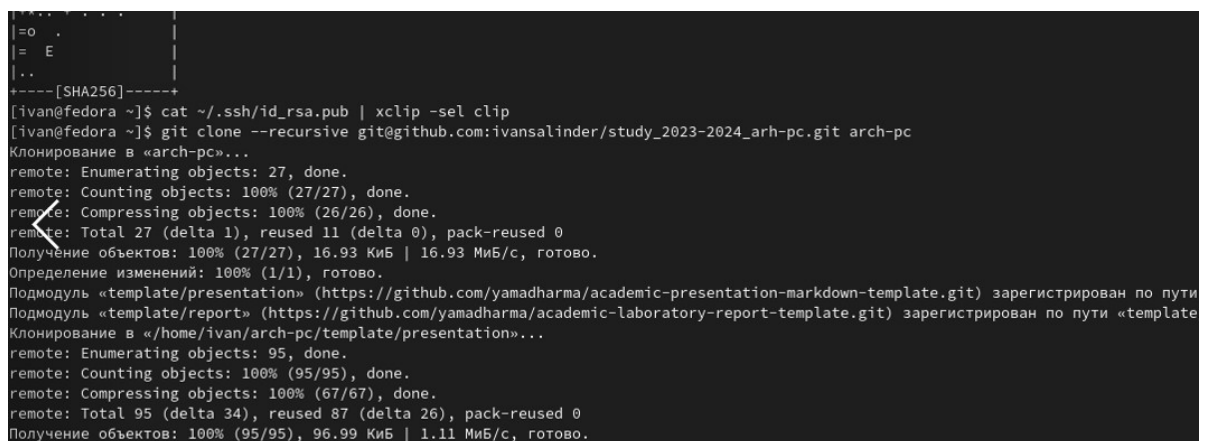 |=o  .            |
|=  E             |
|..               |
+----[SHA256]-----+
[ivan@fedora ~]$ cat ~/.ssh/id_rsa.pub | xclip -sel clip
[ivan@fedora ~]$ git clone --recursive git@github.com:ivansalinder/study_2023-2024_arh-pc.git arch-pc
Клонирование в «arch-pc»...
remote: Enumerating objects: 27, done.
remote: Counting objects: 100% (27/27), done.
remote: Compressing objects: 100% (26/26), done.
remote: Total 27 (delta 1), reused 11 (delta 0), pack-reused 0
Получение объектов: 100% (27/27), 16.93 КиБ | 16.93 МиБ/с, готово.
Определение изменений: 100% (1/1), готово.
Подмодуль «template/presentation» (https://github.com/yamadharma/academic-presentation-markdown-template.git) зарегистрирован по пути
Подмодуль «template/report» (https://github.com/yamadharma/academic-laboratory-report-template.git) зарегистрирован по пути «template
Клонирование в «/home/ivan/arch-pc/template/presentation»...
remote: Enumerating objects: 95, done.
remote: Counting objects: 100% (95/95), done.
remote: Compressing objects: 100% (67/67), done.
remote: Total 95 (delta 34), reused 87 (delta 26), pack-reused 0
Получение объектов: 100% (95/95), 96.99 КиБ | 1.11 МиБ/с, готово.